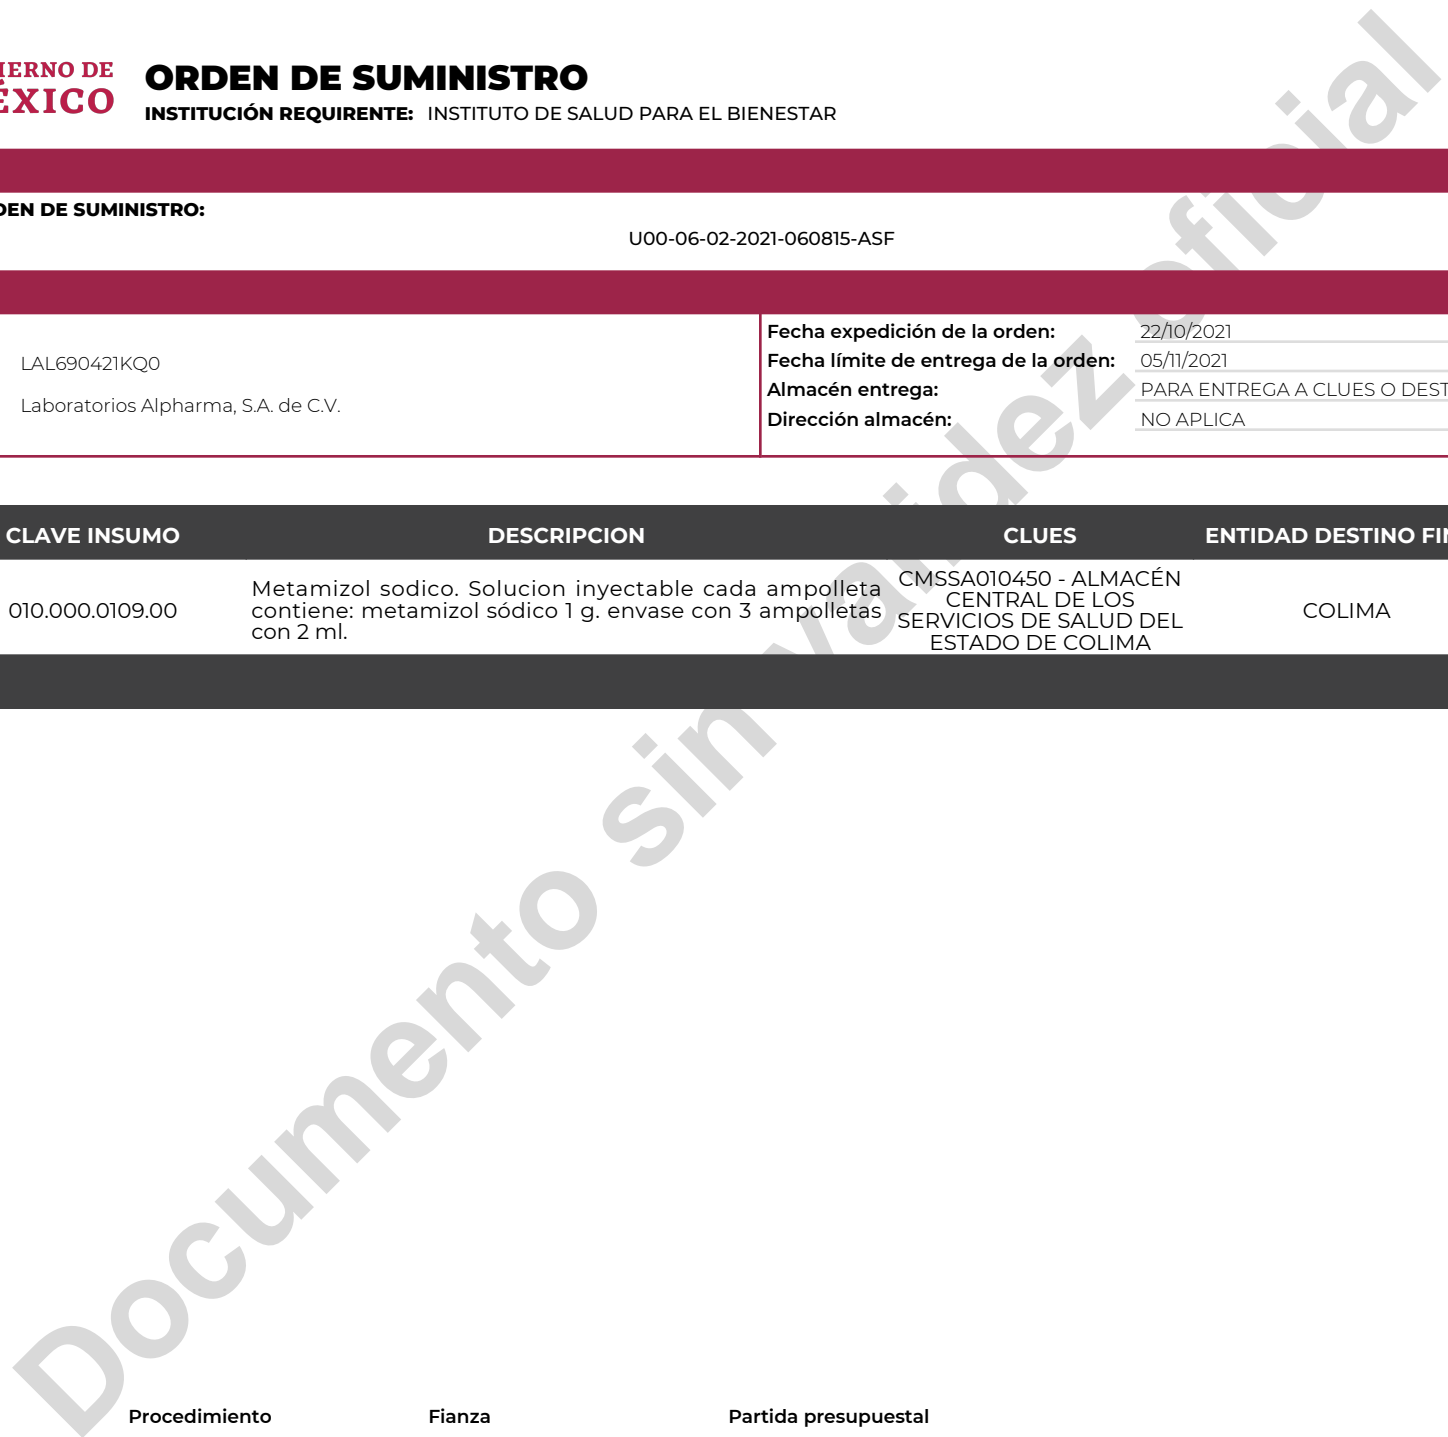 IERNO DE
ÉXICO
ORDEN DE SUMINISTRO
INSTITUCIÓN REQUIRENTE: INSTITUTO DE SALUD PARA EL BIENESTAR
DEN DE SUMINISTRO:
U00-06-02-2021-060815-ASF
LAL690421KQ0
Laboratorios Alpharma, S.A. de C.V.
Fecha expedición de la orden: 22/10/2021
Fecha límite de entrega de la orden: 05/11/2021
Almacén entrega: PARA ENTREGA A CLUES O DEST
Dirección almacén: NO APLICA
CLAVE INSUMO DESCRIPCION CLUES ENTIDAD DESTINO FIN
010.000.0109.00
Metamizol sodico. Solucion inyectable cada ampolleta
contiene: metamizol sódico 1 g. envase con 3 ampolletas
con 2 ml.
CMSSA010450 - ALMACÉN
CENTRAL DE LOS
SERVICIOS DE SALUD DEL
ESTADO DE COLIMA
COLIMA
Documento sin validez oficial
Procedimiento Fianza Partida presupuestal